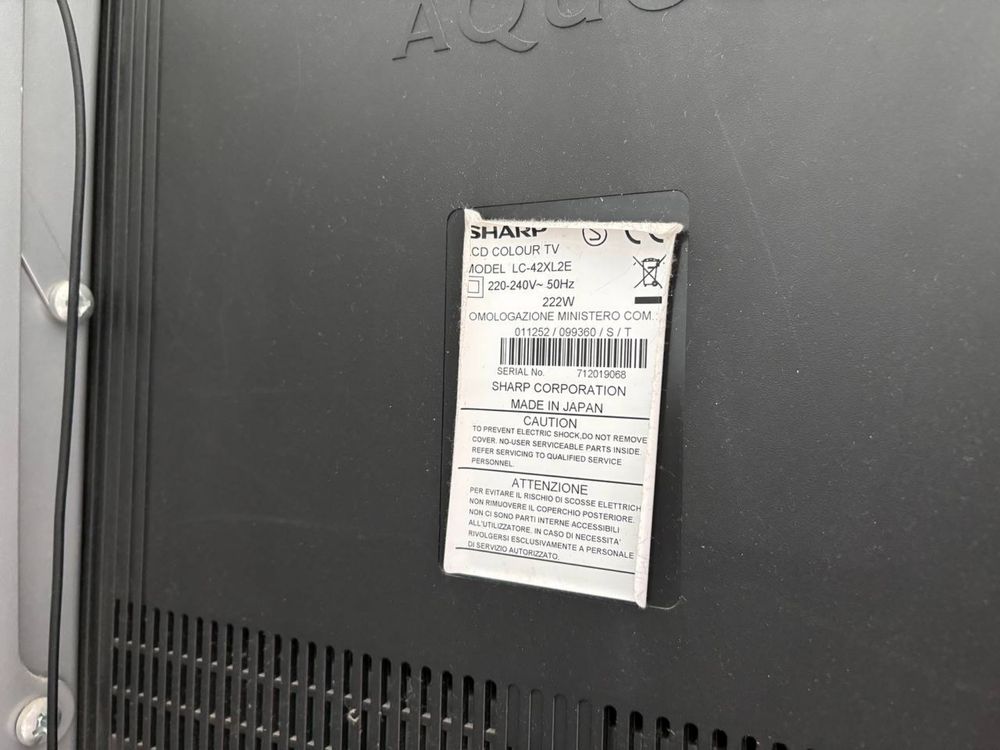 AQUO
SHARP
CD COLOUR TV
MODEL LC-42XL2E
220-240V~ 50Hz
222W
OMOLOGAZIONE MINISTERO COM.:
011252 / 099360 / S / T
SERIAL No. 712019068
SHARP CORPORATION
MADE IN JAPAN
CAUTION
TO PREVENT ELECTRIC SHOCK,DO NOT REMOVE
COVER. NO-USER SERVICEABLE PARTS INSIDE.
REFER SERVICING TO QUALIFIED SERVICE
PERSONNEL.
ATTENZIONE
PER EVITARE IL RISCHIO DI SCOSSE ELETTRICH
NON RIMUOVERE IL COPERCHIO POSTERIORE.
NON CI SONO PARTI INTERNE ACCESSIBILI
ALL'UTILIZZATORE. IN CASO DI NECESSITA'
RIVOLGERSI ESCLUSIVAMENTE A PERSONALE
DI SERVIZIO AUTORIZZATO.